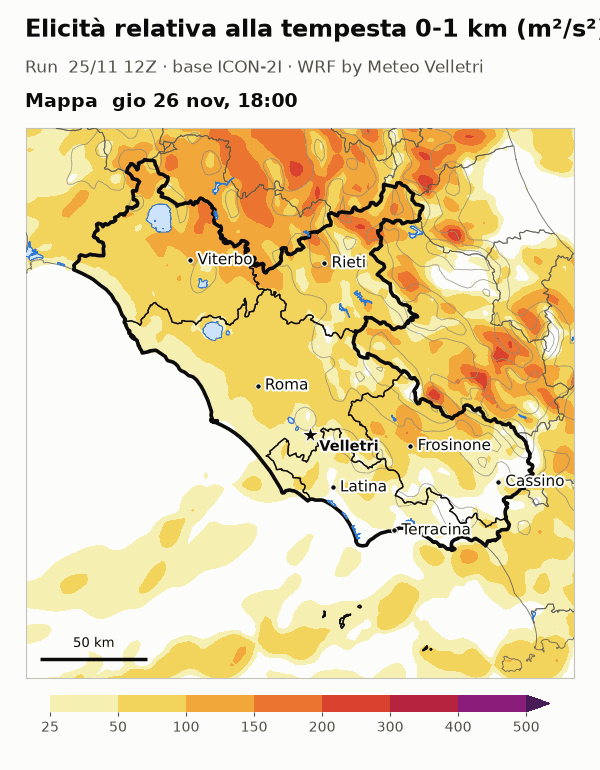 Elicità relativa alla tempesta 0-1 km (m²/s²)
Run  25/11 12Z · base ICON-2I · WRF by Meteo Velletri
Mappa  gio 26 nov, 18:00
Viterbo
Rieti
Roma
Velletri
Frosinone
Latina
Cassino
Terracina
50 km
25 50 100 150 200 300 400 500